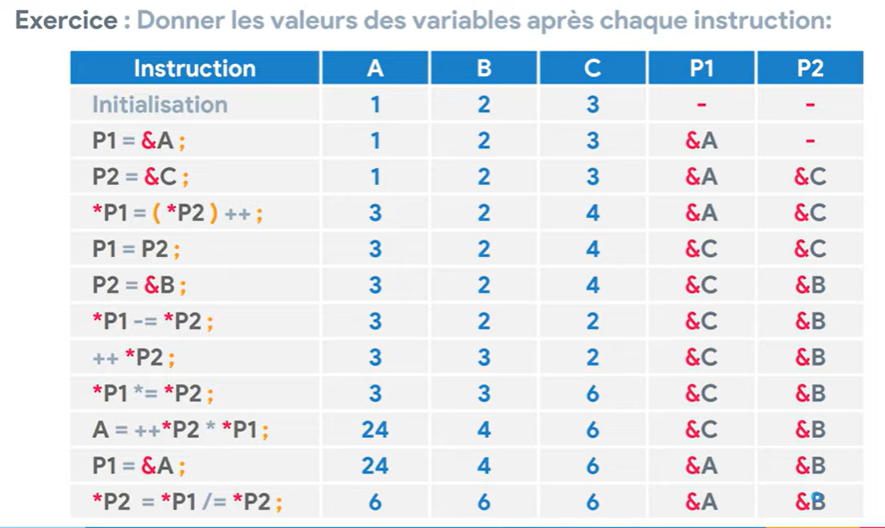 Exercice : Donner les valeurs des variables après chaque instruction:
Instruction A B C P1 P2
Initialisation 1 2 3 - -
P1 = &A ; 1 2 3 &A -
P2 = &C ; 1 2 3 &A &C
*P1 = ( *P2 ) ++ ; 3 2 4 &A &C
P1 = P2 ; 3 2 4 &C &C
P2 = &B ; 3 2 4 &C &B
*P1 -= *P2 ; 3 2 2 &C &B
++ *P2 ; 3 3 2 &C &B
*P1 *= *P2 ; 3 3 6 &C &B
A = ++*P2 * *P1 ; 24 4 6 &C &B
P1 = &A ; 24 4 6 &A &B
*P2 = *P1 /= *P2 ; 6 6 6 &A &B